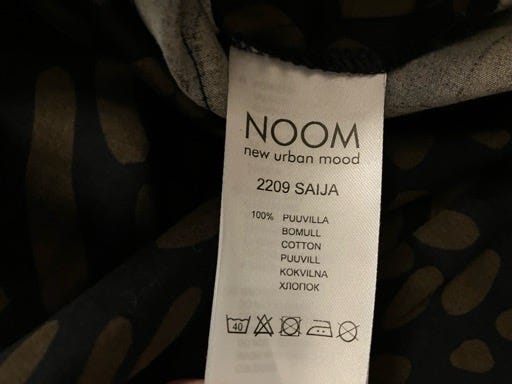 NOOM
new urban mood
2209 SAIJA
100% PUUVILLA
BOMULL
COTTON
PUUVILL
KOKVILNA
ХЛОПОК
40